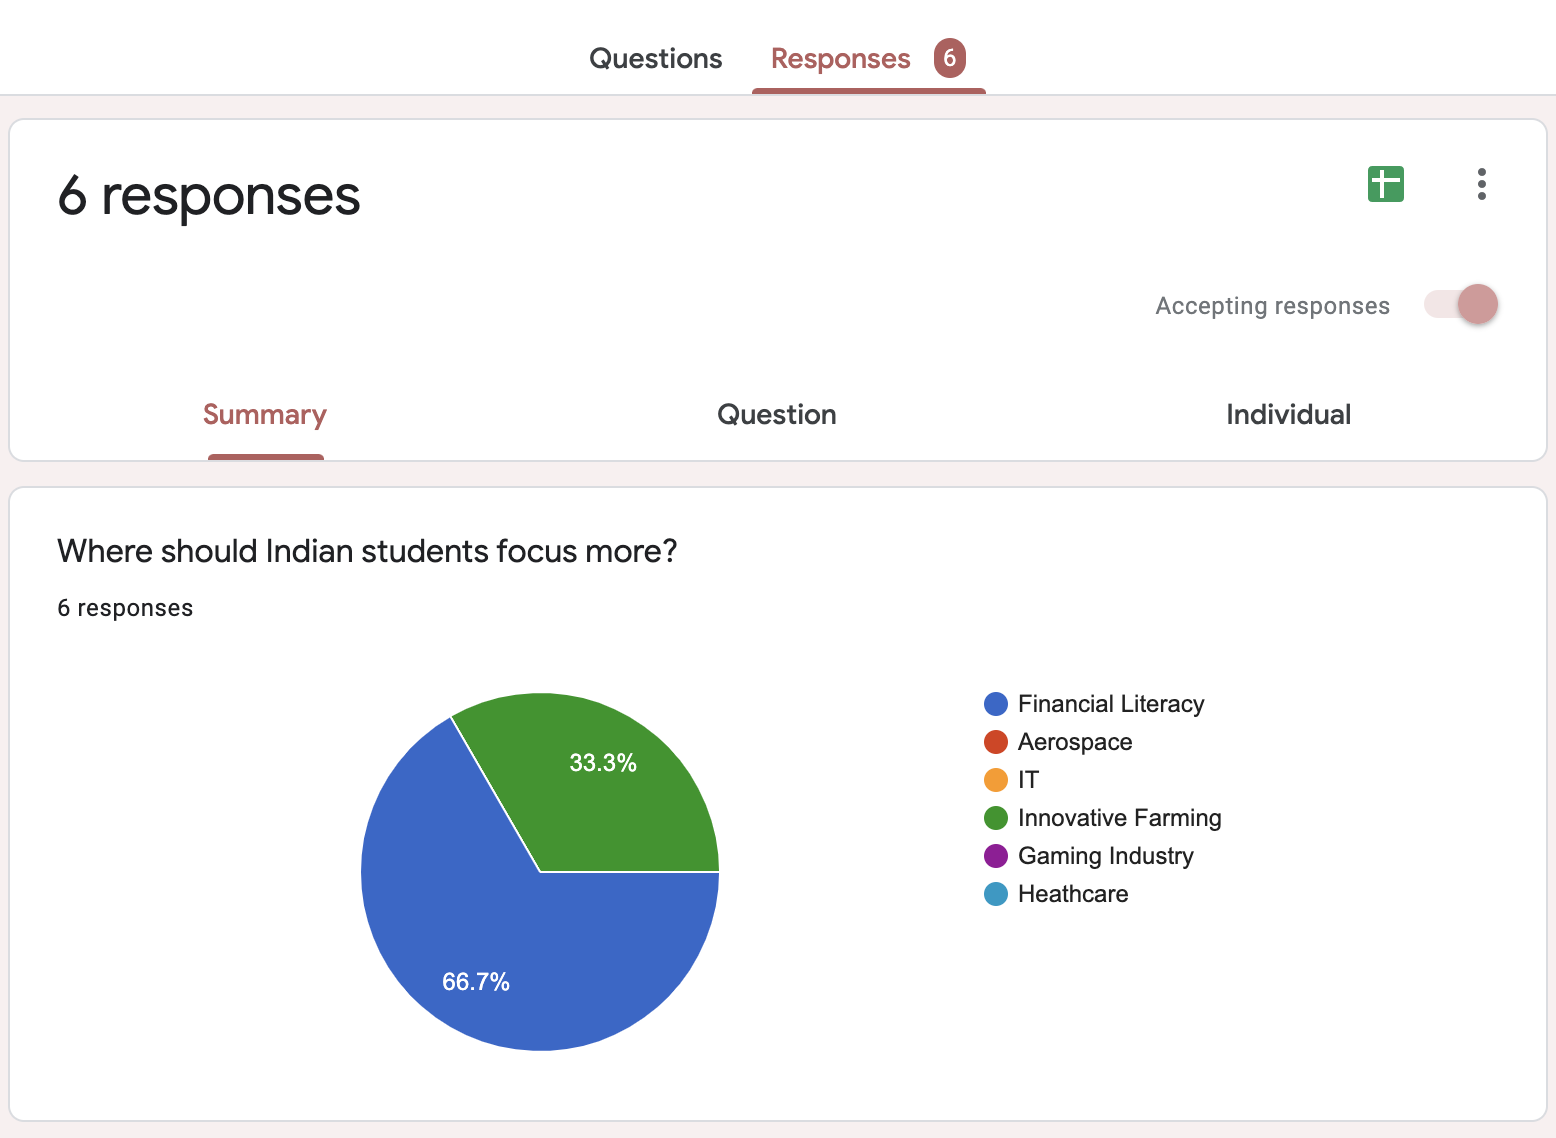 Questions Responses 6
6 responses
Accepting responses
Summary Question Individual
Where should Indian students focus more?
6 responses
33.3%
66.7%
Financial Literacy
Aerospace
IT
Innovative Farming
Gaming Industry
Heathcare